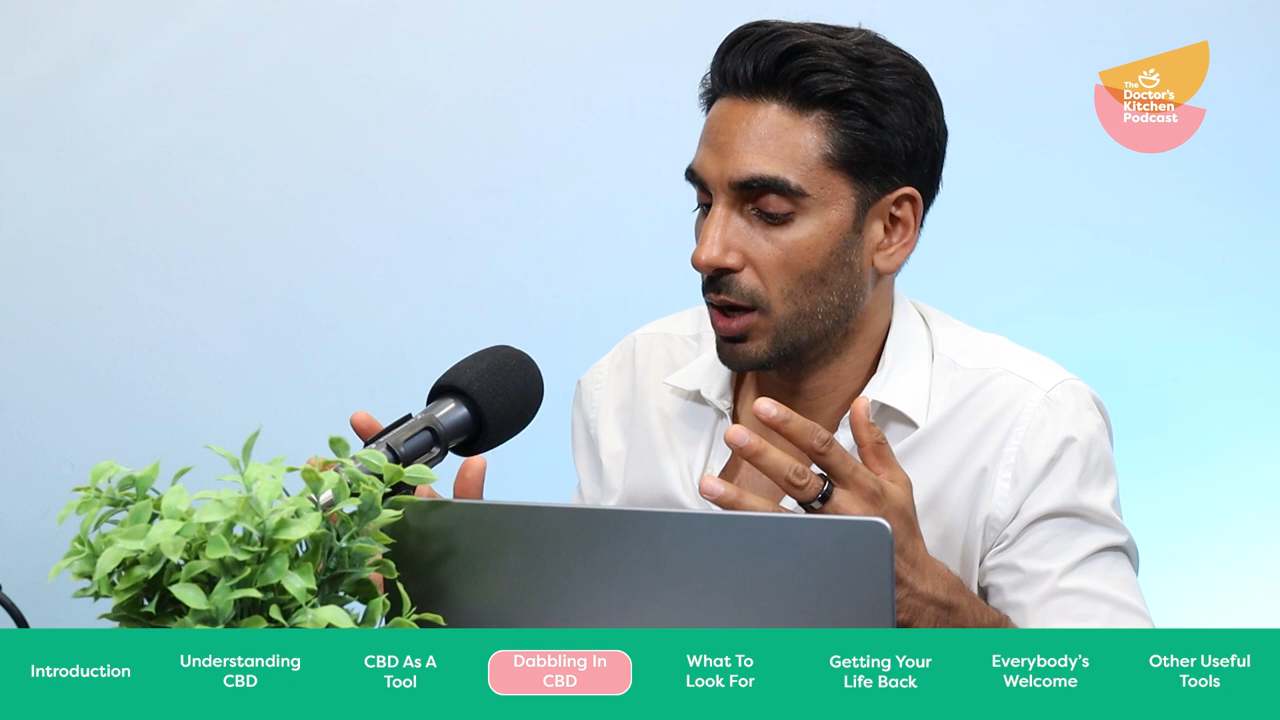 The
Doctor's
Kitchen
Podcast
Introduction
Understanding
CBD
CBD As A
Tool
Dabbling In
CBD
What To
Look For
Getting Your
Life Back
Everybody's
Welcome
Other Useful
Tools